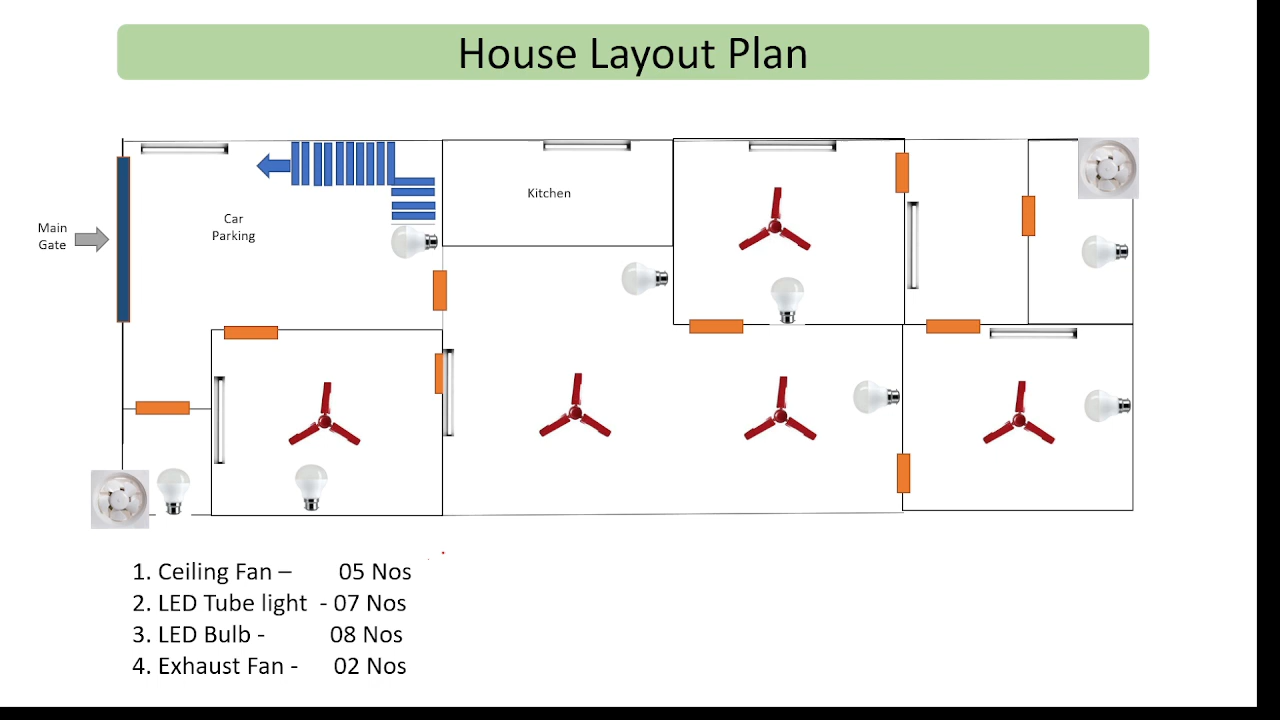 House Layout Plan
Main
Gate
Car
Parking
Kitchen
1. Ceiling Fan – 05 Nos
2. LED Tube light - 07 Nos
3. LED Bulb - 08 Nos
4. Exhaust Fan - 02 Nos